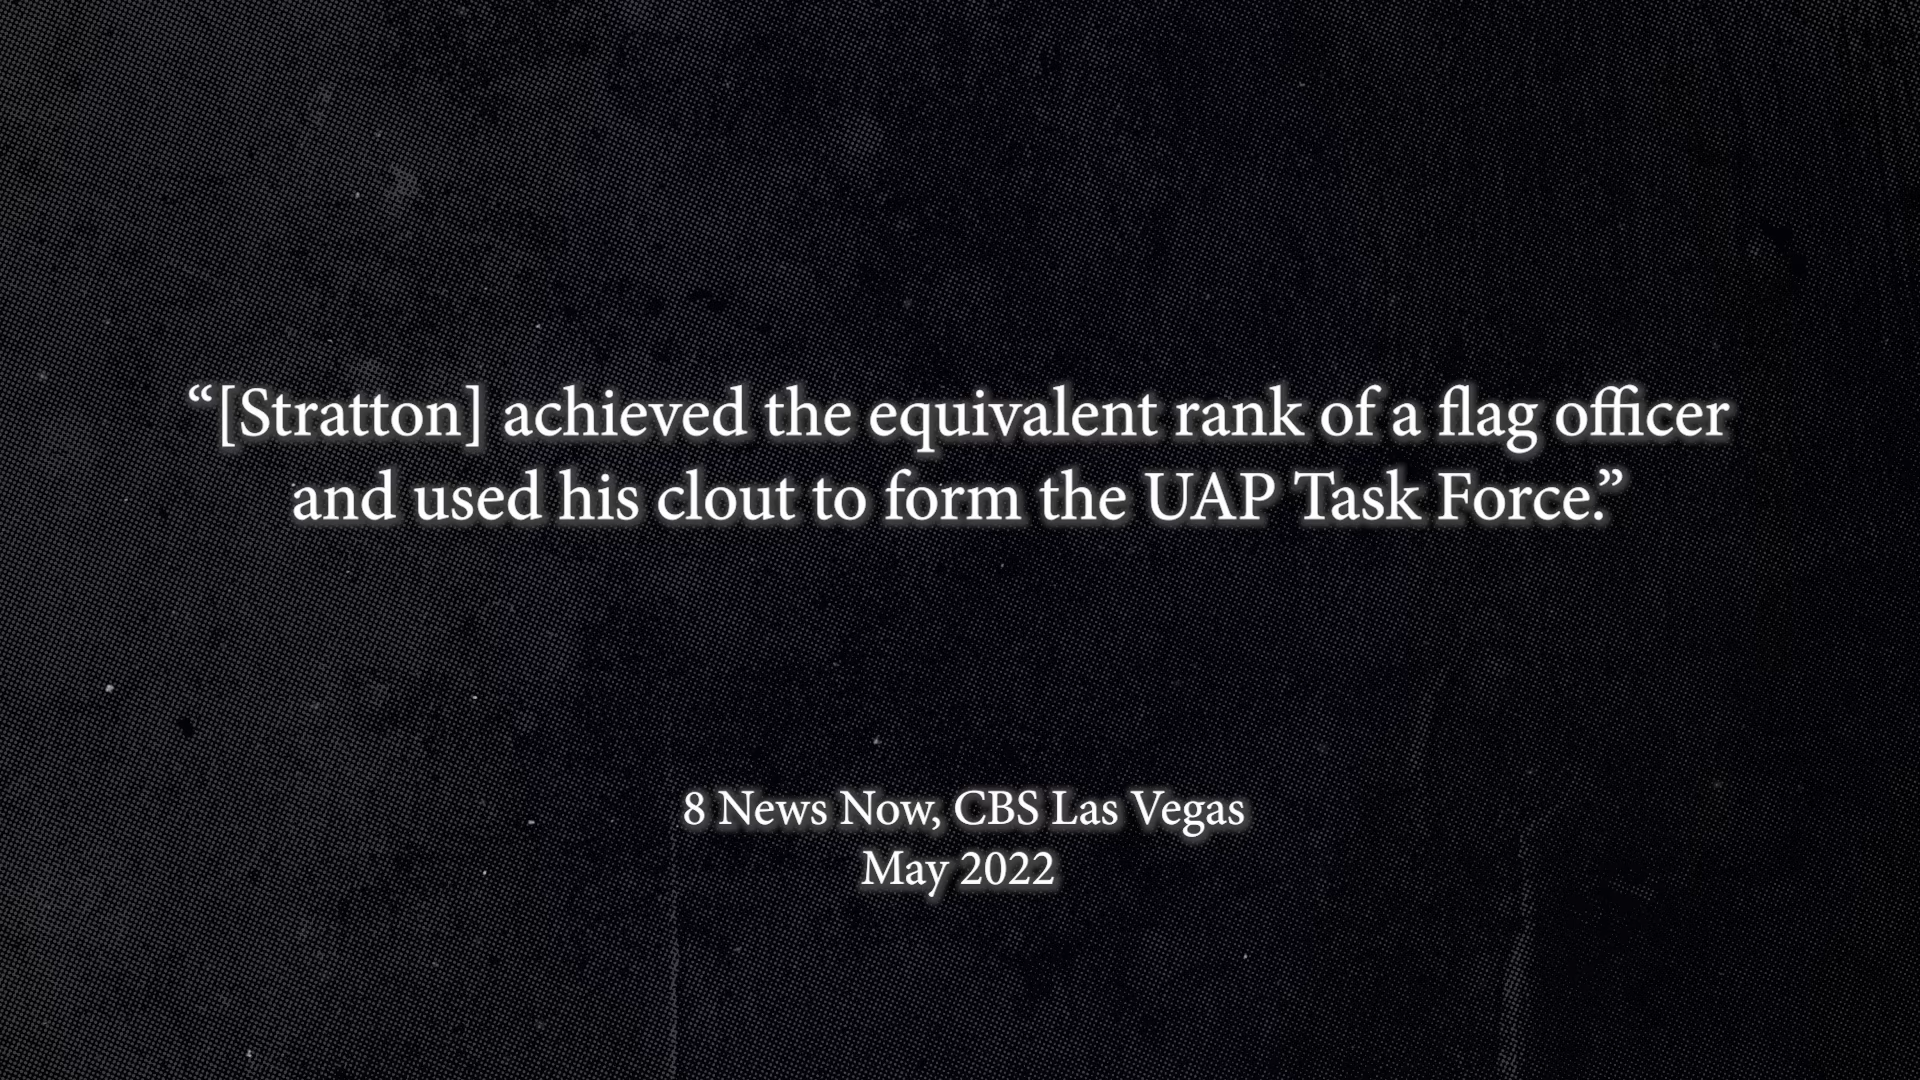 “[Stratton] achieved the equivalent rank of a flag officer
and used his clout to form the UAP Task Force.”
8 News Now, CBS Las Vegas
May 2022